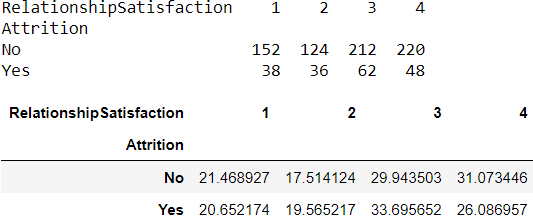 RelationshipSatisfaction 1 2 3 4
Attrition
No 152 124 212 220
Yes 38 36 62 48
RelationshipSatisfaction 1 2 3 4
Attrition
No 21.468927 17.514124 29.943503 31.073446
Yes 20.652174 19.565217 33.695652 26.086957